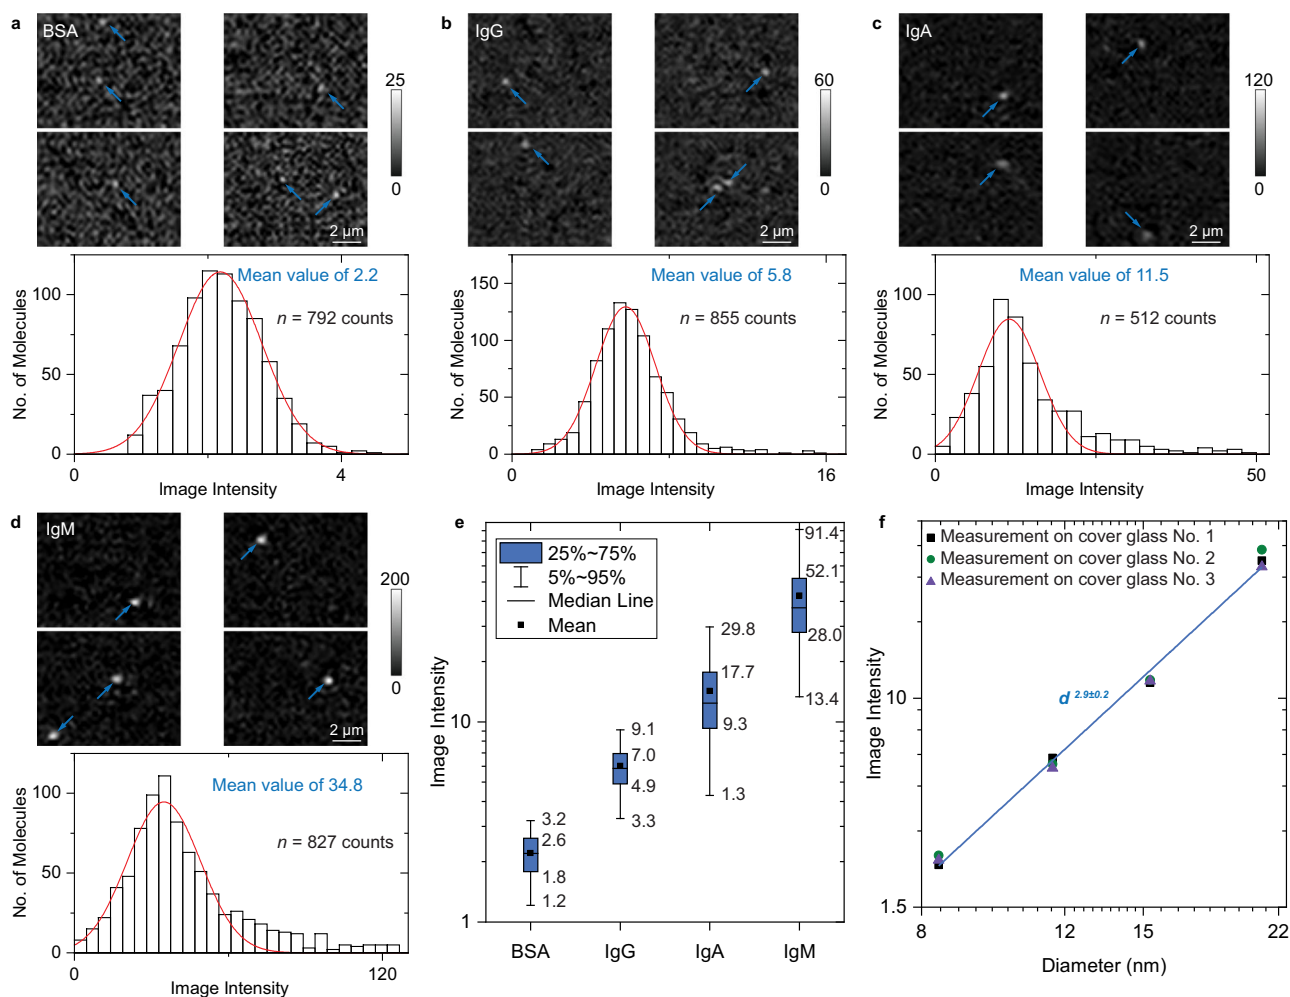 a
BSA
25
0
2 µm
Mean value of 2.2
n = 792 counts
No. of Molecules
100
50
0
0
4
Image Intensity
b
IgG
60
0
2 µm
Mean value of 5.8
n = 855 counts
No. of Molecules
150
100
50
0
0
16
Image Intensity
c
IgA
120
0
2 µm
Mean value of 11.5
n = 512 counts
No. of Molecules
100
50
0
0
50
Image Intensity
d
IgM
200
0
2 µm
Mean value of 34.8
n = 827 counts
No. of Molecules
100
50
0
0
120
Image Intensity
e
25%~75%
5%~95%
Median Line
Mean
Image Intensity
10
1
3.2
2.6
1.8
1.2
9.1
7.0
4.9
3.3
29.8
17.7
9.3
1.3
91.4
52.1
28.0
13.4
BSA
IgG
IgA
IgM
f
Measurement on cover glass No. 1
Measurement on cover glass No. 2
Measurement on cover glass No. 3
d 2.9±0.2
Image Intensity
10
1.5
8
12
15
22
Diameter (nm)